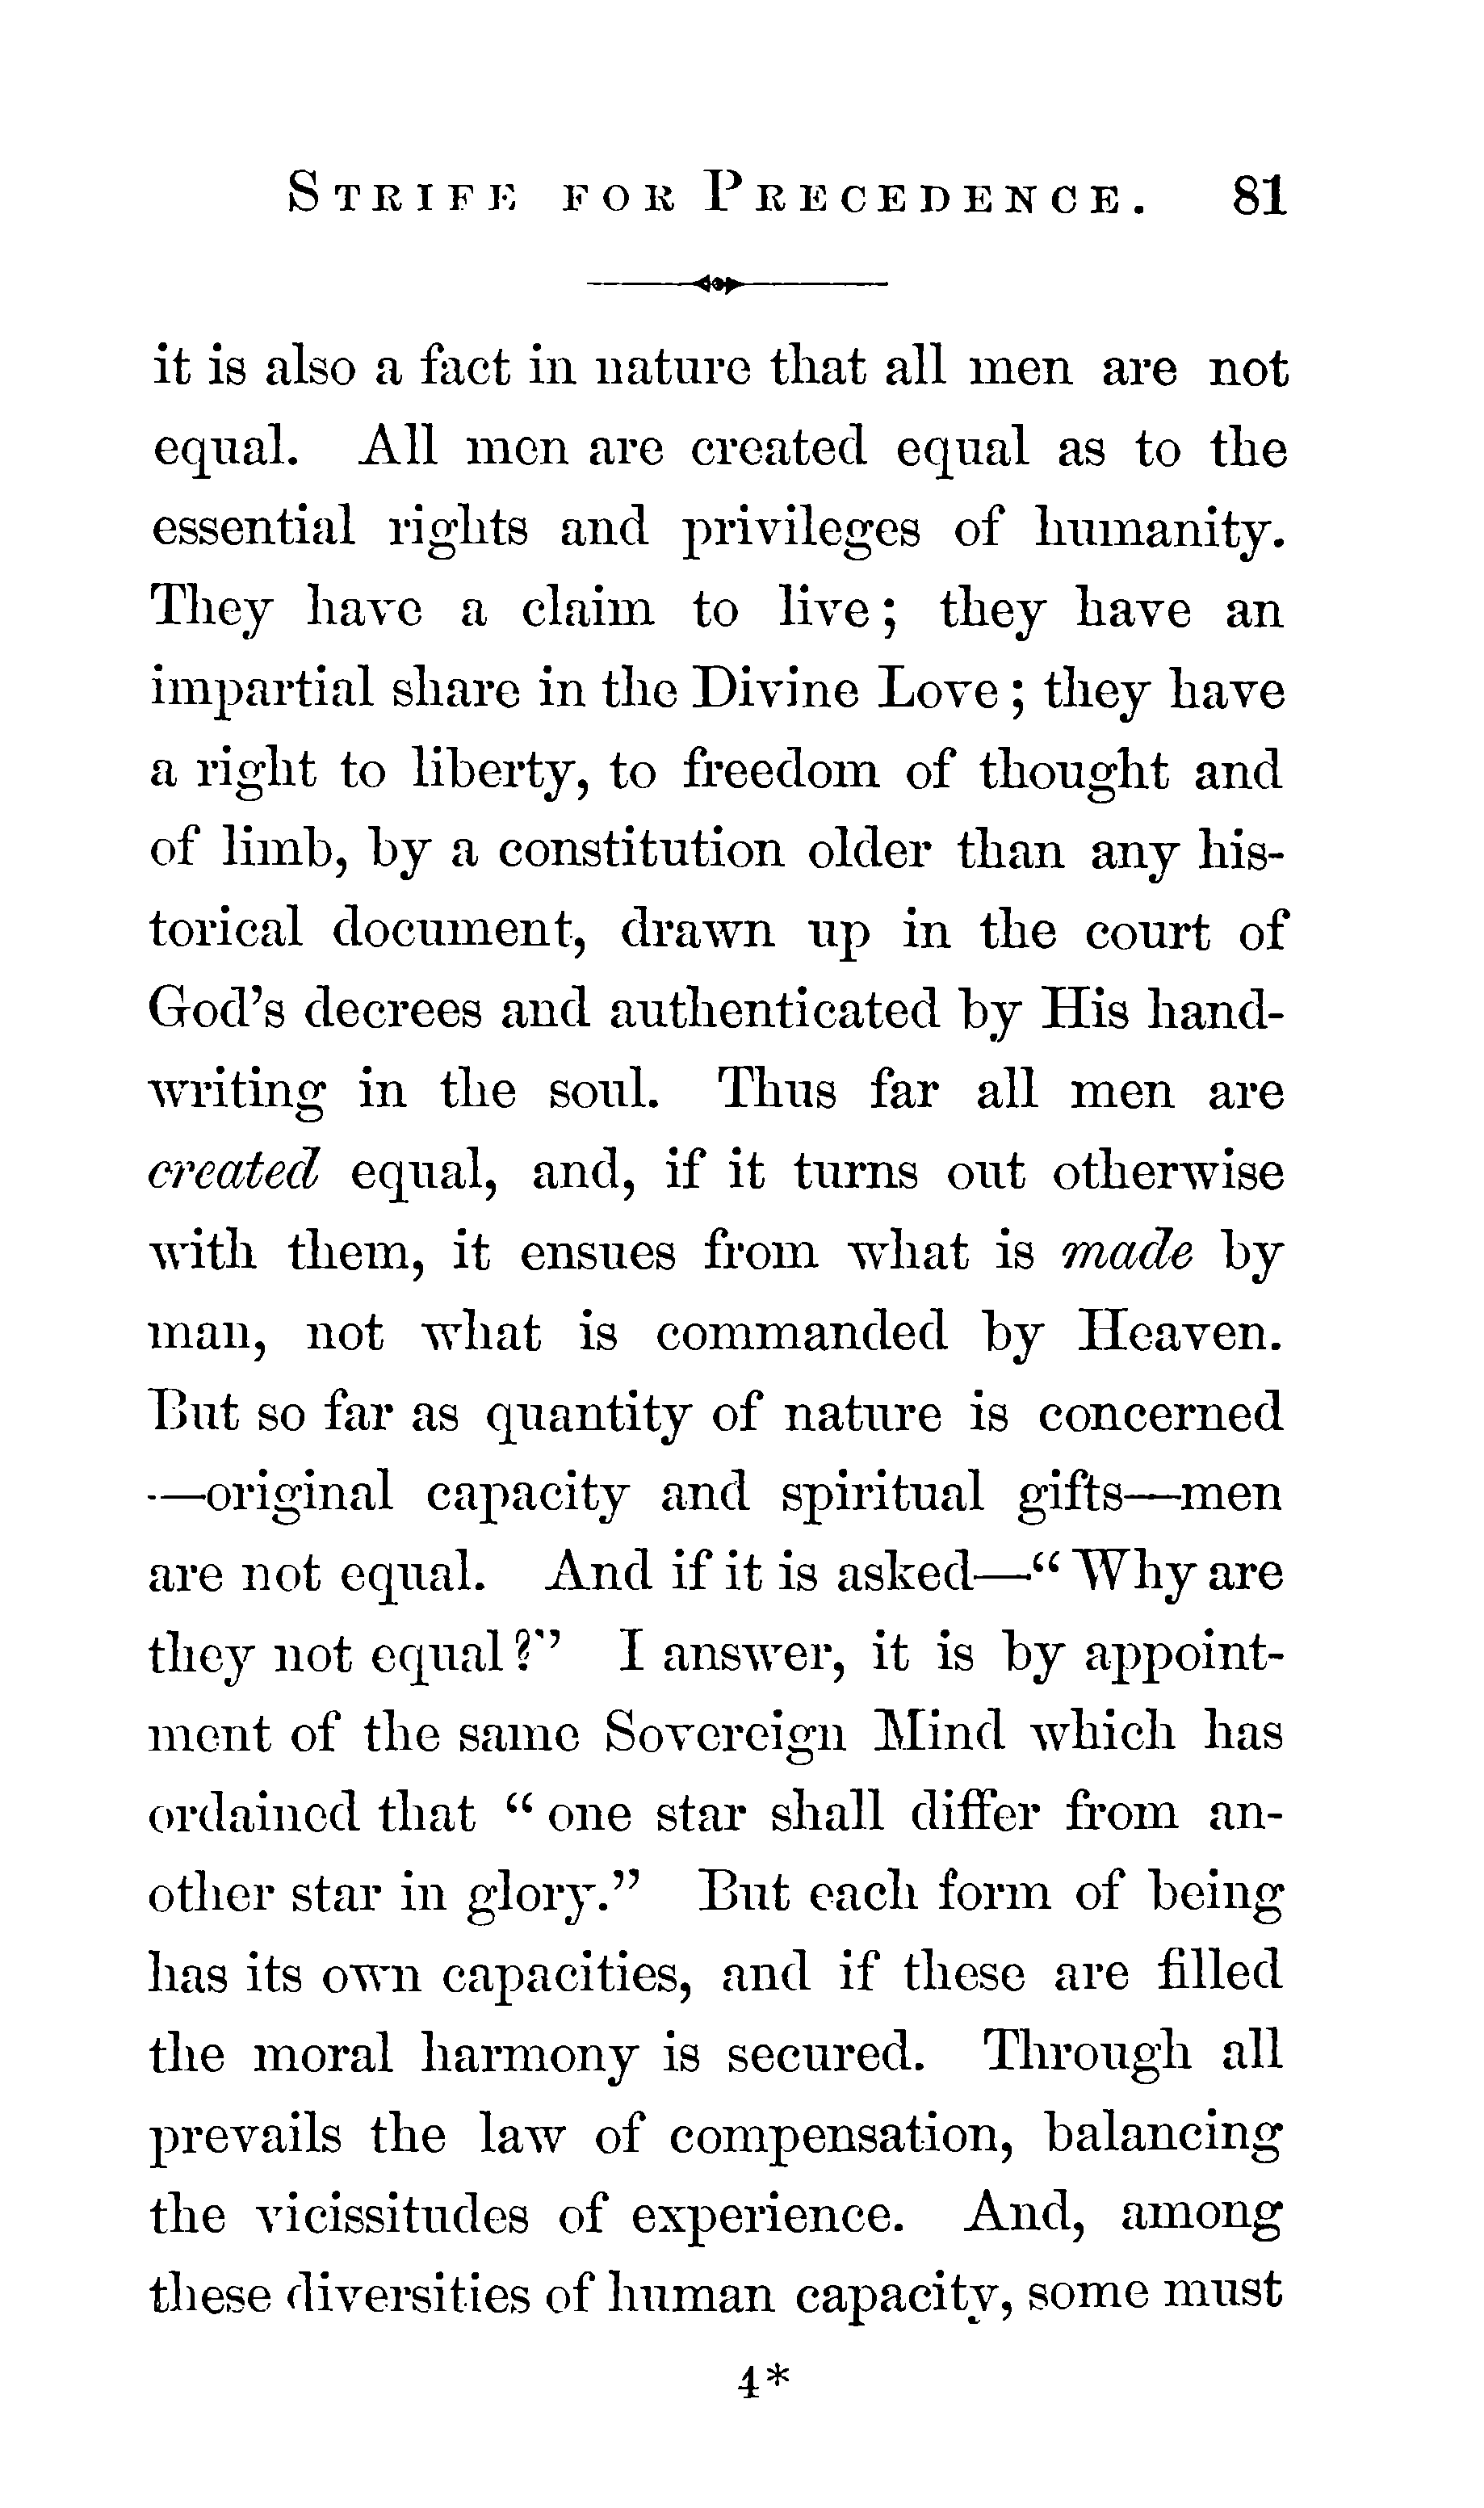 STRIFE FOR PRECEDENCE. 81
it is also a fact in nature that all men are not
equal. All men are created equal as to the
essential rights and privileges of humanity.
They have a claim to live; they have an
impartial share in the Divine Love; they have
a right to liberty, to freedom of thought and
of limb, by a constitution older than any his-
torical document, drawn up in the court of
God's decrees and authenticated by His hand-
writing in the soul. Thus far all men are
created equal, and, if it turns out otherwise
with them, it ensues from what is made by
man, not what is commanded by Heaven.
But so far as quantity of nature is concerned
—original capacity and spiritual gifts—men
are not equal. And if it is asked—“Why are
they not equal?” I answer, it is by appoint-
ment of the same Sovereign Mind which has
ordained that “one star shall differ from an-
other star in glory.” But each form of being
has its own capacities, and if these are filled
the moral harmony is secured. Through all
prevails the law of compensation, balancing
the vicissitudes of experience. And, among
these diversities of human capacity, some must
4*